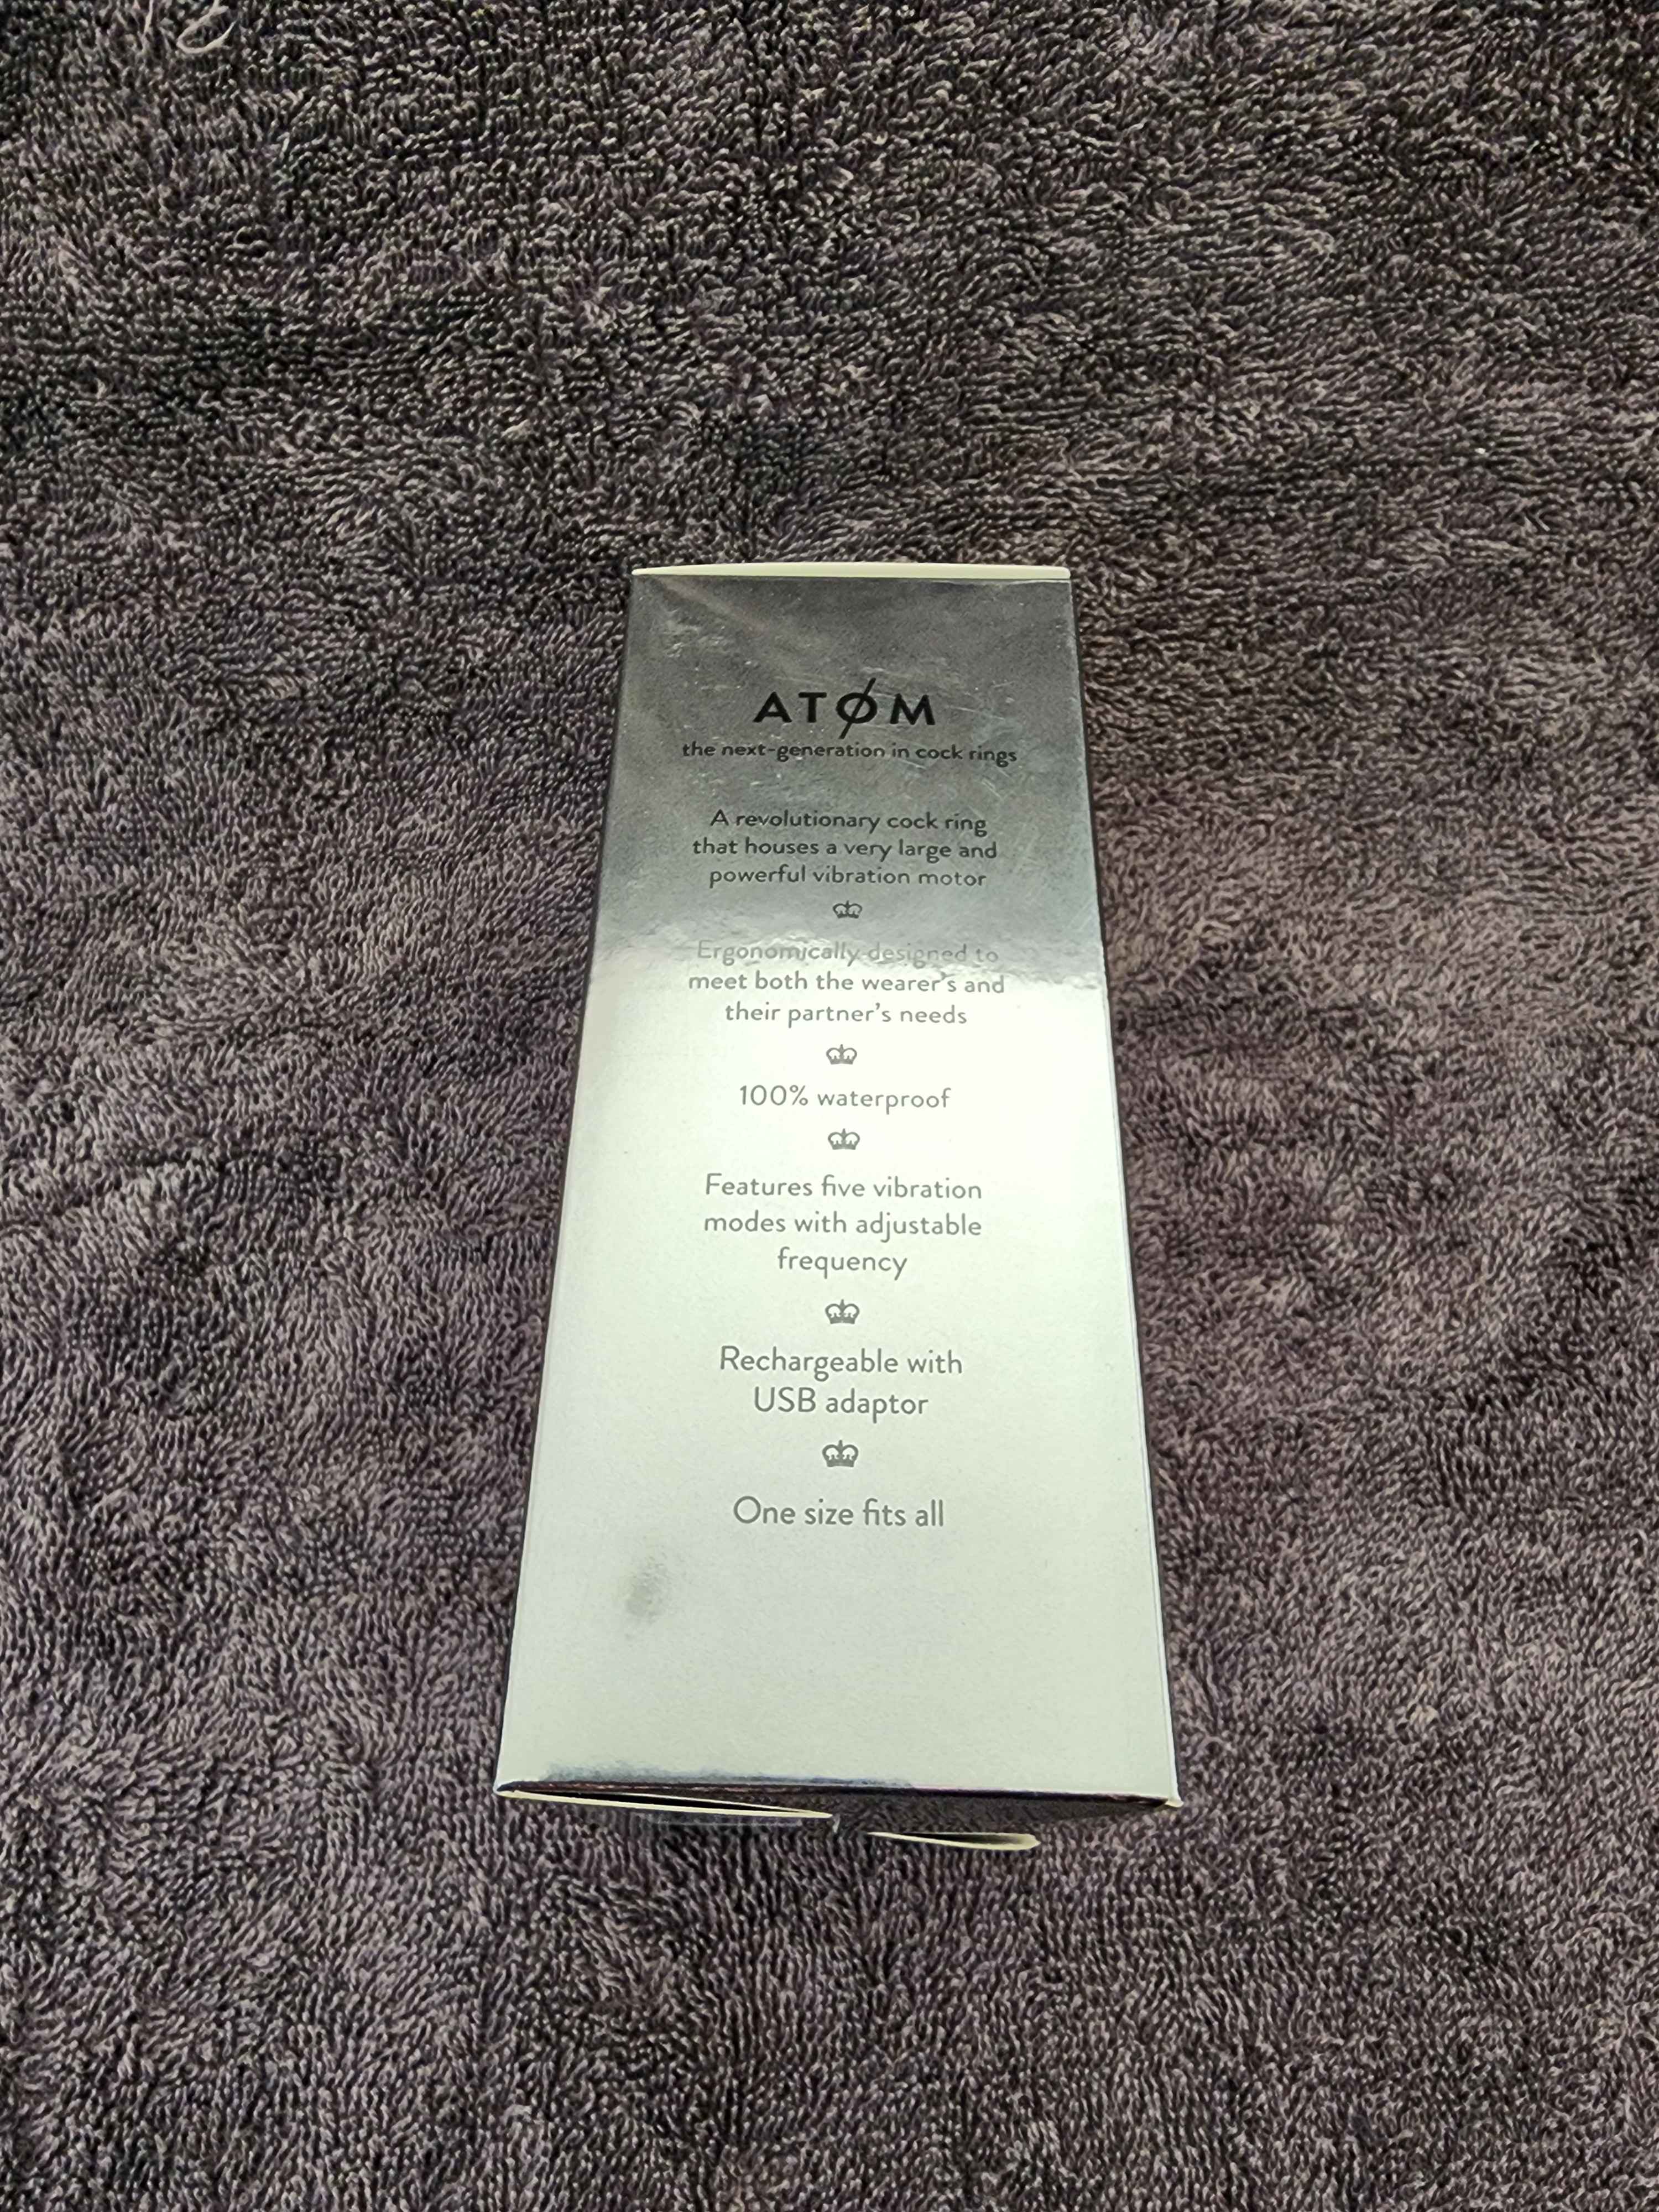 ATØM
the next-generation in cock rings
A revolutionary cock ring
that houses a very large and
powerful vibration motor
Ergonomically designed to
meet both the wearer's and
their partner's needs
100% waterproof
Features five vibration
modes with adjustable
frequency
Rechargeable with
USB adaptor
One size fits all